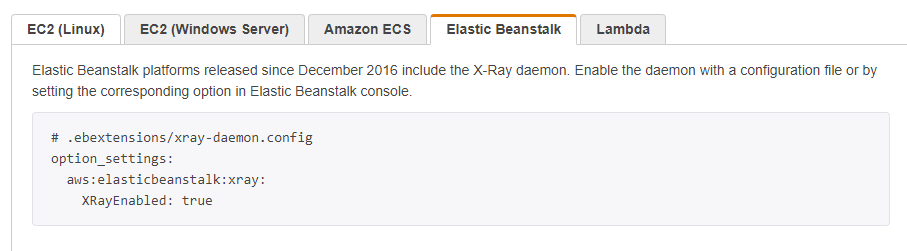 EC2 (Linux)
EC2 (Windows Server)
Amazon ECS
Elastic Beanstalk
Lambda
Elastic Beanstalk platforms released since December 2016 include the X-Ray daemon. Enable the daemon with a configuration file or by
setting the corresponding option in Elastic Beanstalk console.
# .ebextensions/xray-daemon.config
option_settings:
  aws:elasticbeanstalk:xray:
    XRayEnabled: true